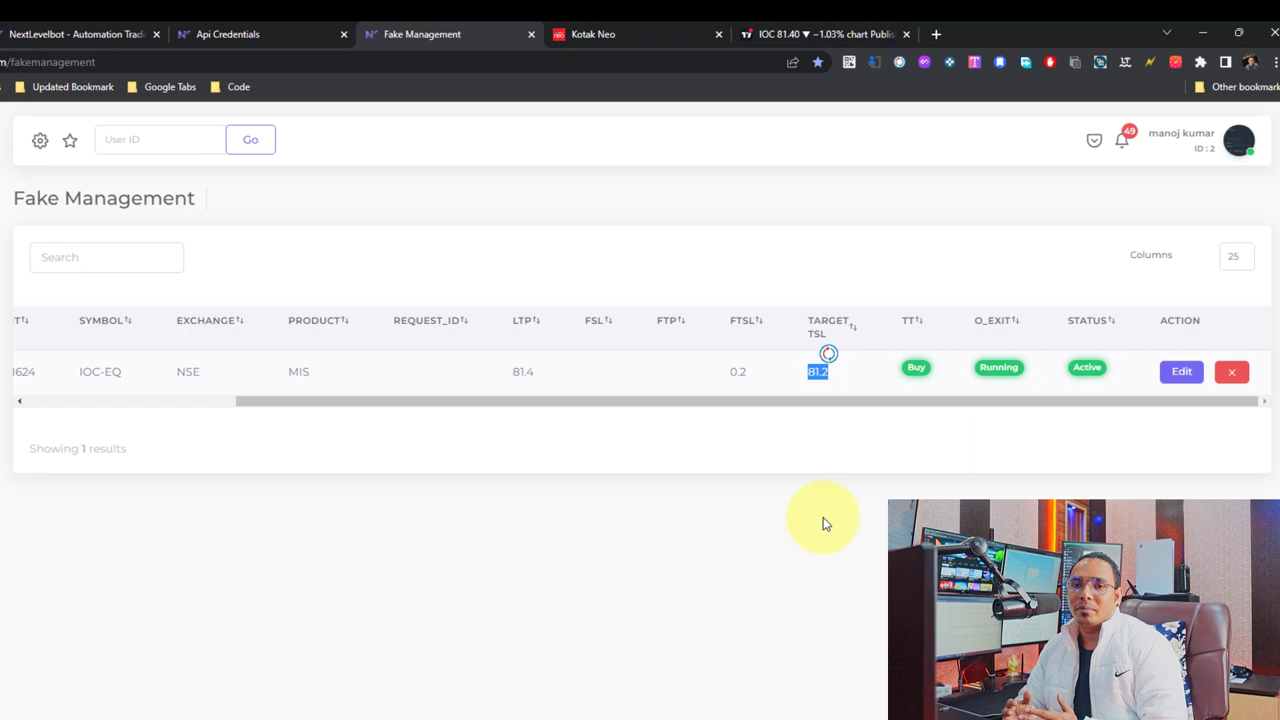 NextLevelbot - Automation Tradi
Api Credentials
Fake Management
neo
Kotak Neo
IOC 81.40 ▼ −1.03% chart Publis
m/fakemanagement
Updated Bookmark
Google Tabs
Code
Other bookmark
User ID
Go
49
manoj kumar
ID : 2
Fake Management
Search
Columns
25
T SYMBOL EXCHANGE PRODUCT REQUEST_ID LTP FSL FTP FTSL TARGET TSL TT O_EXIT STATUS ACTION
1624 IOC-EQ NSE MIS 81.4 0.2 81.2 Buy Running Active Edit ×
Showing 1 results